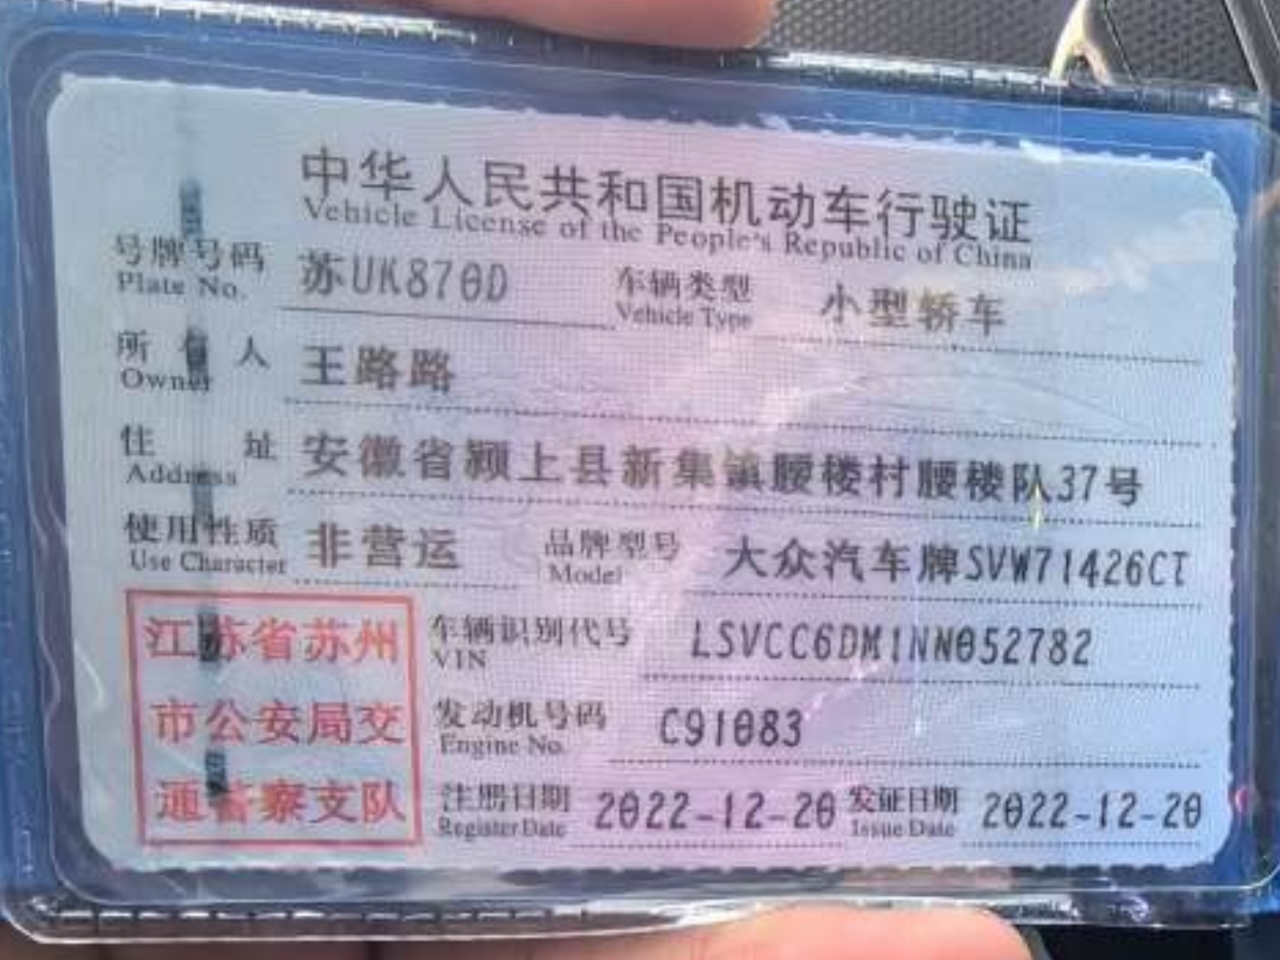 中华人民共和国机动车行驶证
Vehicle License of the People's Republic of China
号牌号码 苏UK870D 车辆类型 小型轿车
Plate No. Vehicle Type
所有人 王路路
Owner
住址 安徽省颍上县新集镇腰楼村腰楼队37号
Address
使用性质 非营运 品牌型号 大众汽车牌SVW71426CT
Use Character Model
江苏省苏州
市公安局交
通警察支队
车辆识别代号 LSVCC6DM1NN052782
VIN
发动机号码 C91083
Engine No.
注册日期 2022-12-20 发证日期 2022-12-20
Register Date Issue Date